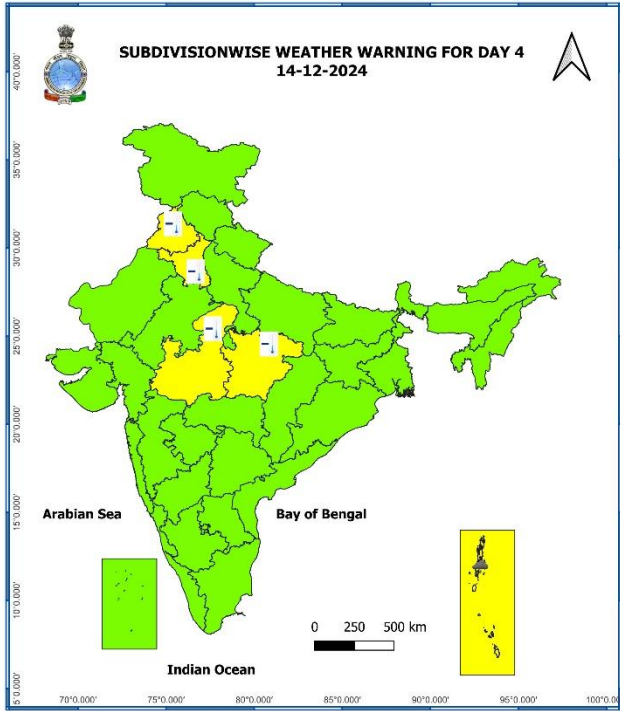 SUBDIVISIONWISE WEATHER WARNING FOR DAY 4
14-12-2024
40°0.000'
35°0.000'
30°0.000'
25°0.000'
20°0.000'
15°0.000'
10°0.000'
5°0.000'
Arabian Sea
Bay of Bengal
0 250 500 km
Indian Ocean
70°0.000' 75°0.000' 80°0.000' 85°0.000' 90°0.000' 95°0.000' 100°0.000'